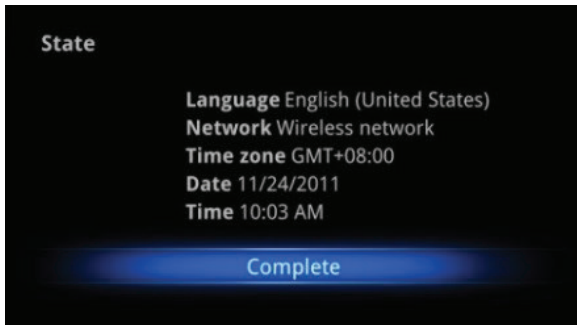 State
Language English (United States)
Network Wireless network
Time zone GMT+08:00
Date 11/24/2011
Time 10:03 AM
Complete